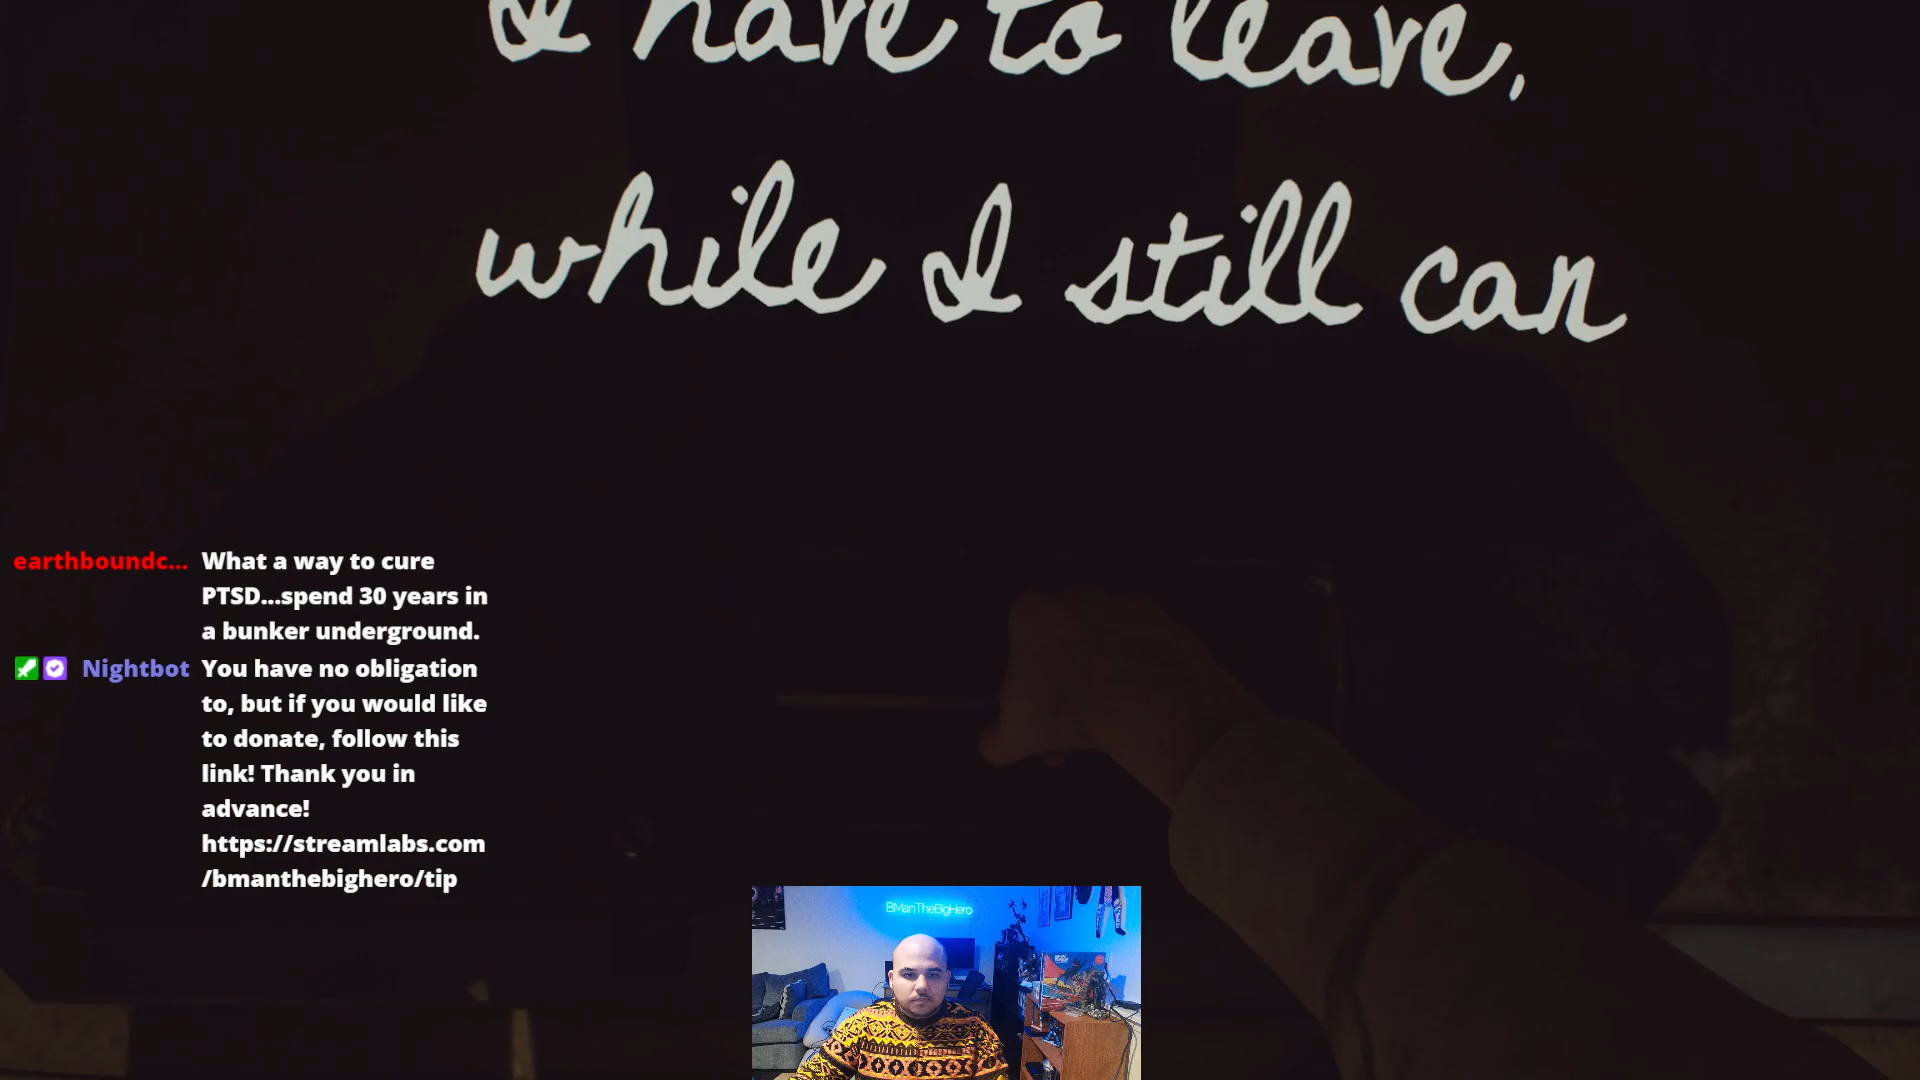 I have to leave,
while I still can
earthboundc... What a way to cure
PTSD...spend 30 years in
a bunker underground.
Nightbot You have no obligation
to, but if you would like
to donate, follow this
link! Thank you in
advance!
https://streamlabs.com
/bmanthebighero/tip
BManTheBigHero